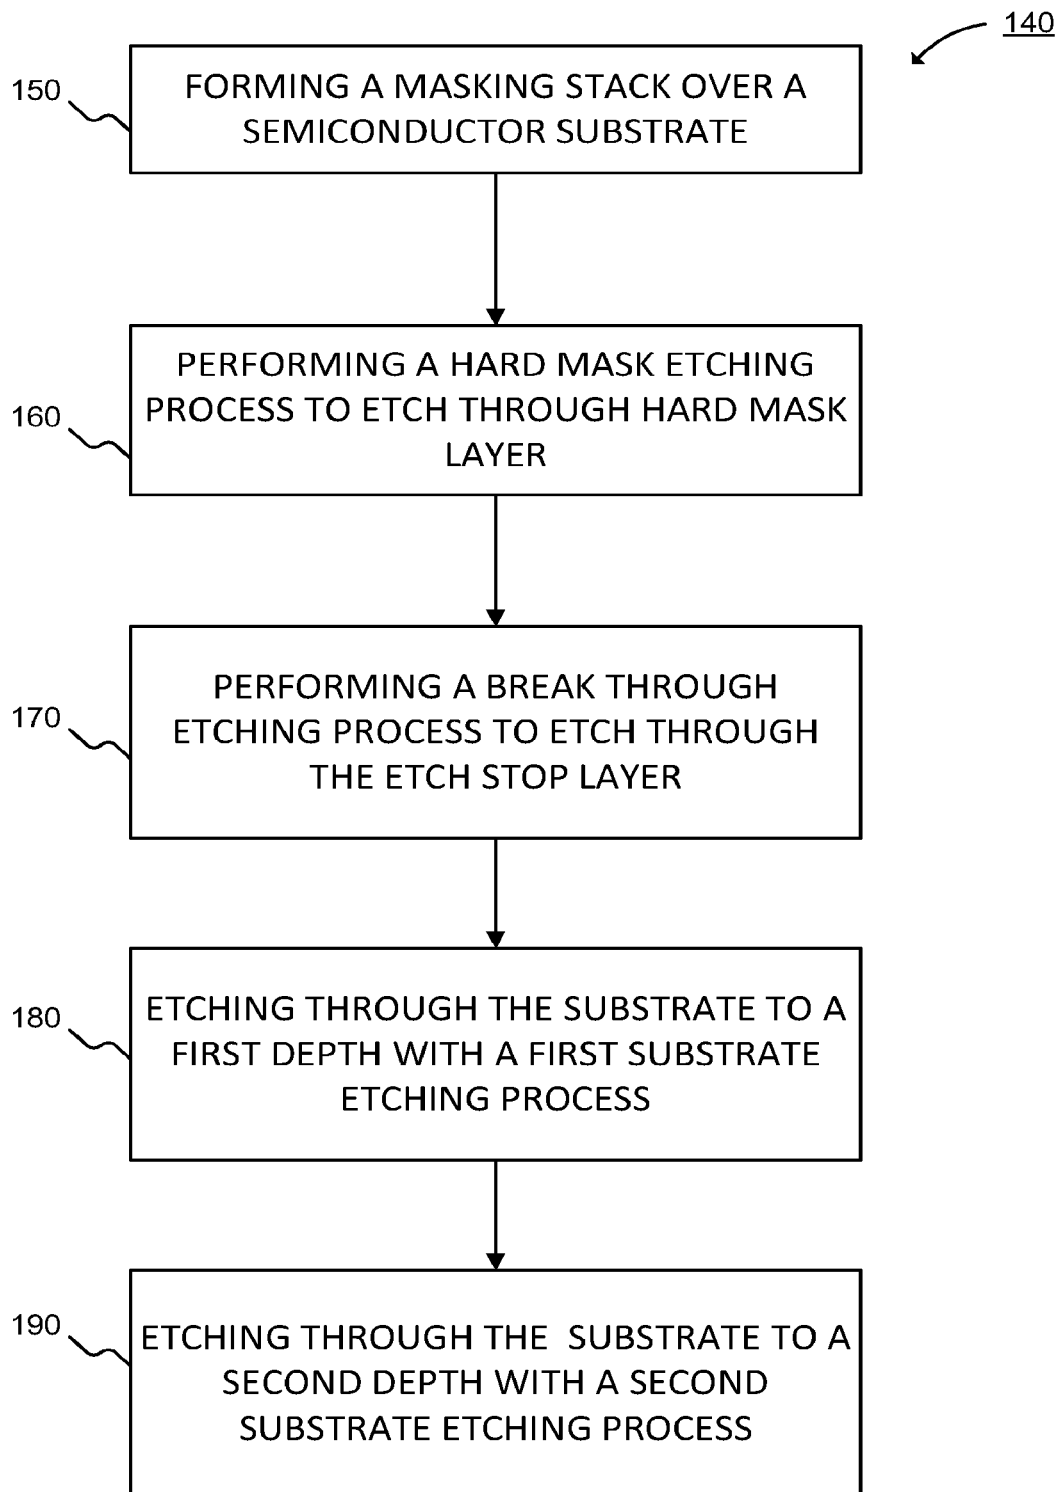 140
150
FORMING A MASKING STACK OVER A
SEMICONDUCTOR SUBSTRATE
160
PERFORMING A HARD MASK ETCHING
PROCESS TO ETCH THROUGH HARD MASK
LAYER
170
PERFORMING A BREAK THROUGH
ETCHING PROCESS TO ETCH THROUGH
THE ETCH STOP LAYER
180
ETCHING THROUGH THE SUBSTRATE TO A
FIRST DEPTH WITH A FIRST SUBSTRATE
ETCHING PROCESS
190
ETCHING THROUGH THE  SUBSTRATE TO A
SECOND DEPTH WITH A SECOND
SUBSTRATE ETCHING PROCESS